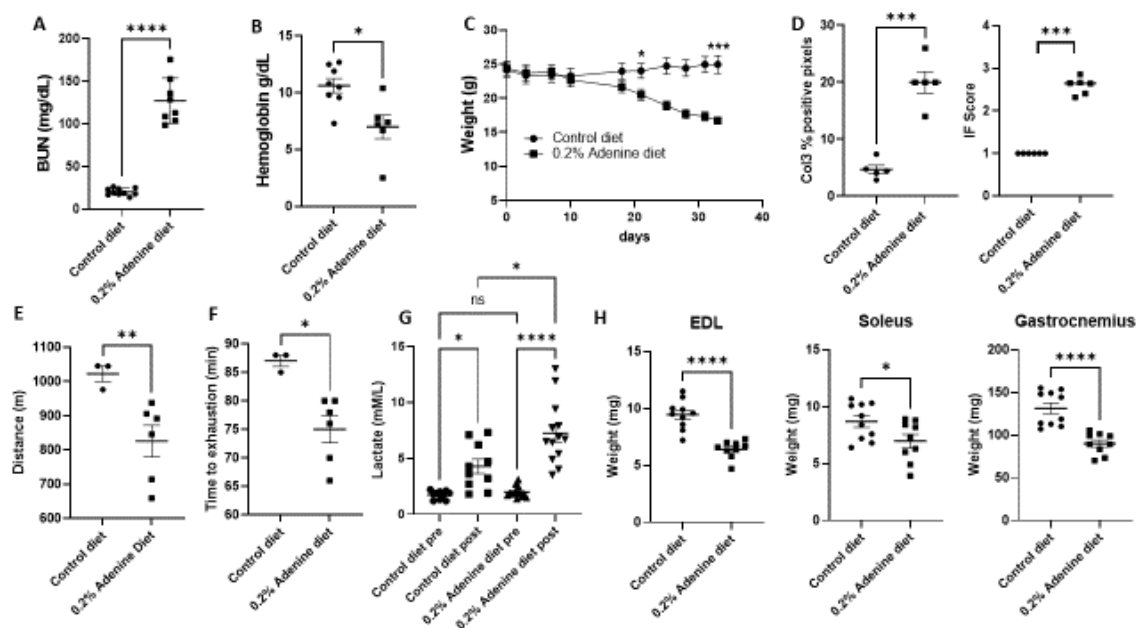 A
****
BUN (mg/dL)
200
150
100
50
0
Control diet
0.2% Adenine diet
B
*
Hemoglobin g/dL
15
10
5
0
Control diet
0.2% Adenine diet
C
* ***
Weight (g)
30
25
20
15
Control diet
0.2% Adenine diet
0 10 20 30 40
days
D
***
Col3 % positive pixels
30
20
10
0
Control diet
0.2% Adenine diet
***
IF Score
4
3
2
1
0
Control diet
0.2% Adenine diet
E
**
Distance (m)
1100
1000
900
800
700
600
Control diet
0.2% Adenine Diet
F
*
Time to exhaustion (min)
90
85
80
75
70
65
60
Control diet
0.2% Adenine diet
G
*
ns
* ****
Lactate (mM/L)
15
10
5
0
Control diet pre
Control diet post
0.2% Adenine diet pre
0.2% Adenine diet post
H
EDL
****
Weight (mg)
15
10
5
0
Control diet
0.2% Adenine diet
Soleus
*
Weight (mg)
15
10
5
0
Control diet
0.2% Adenine diet
Gastrocnemius
****
Weight (mg)
200
150
100
50
0
Control diet
0.2% Adenine diet